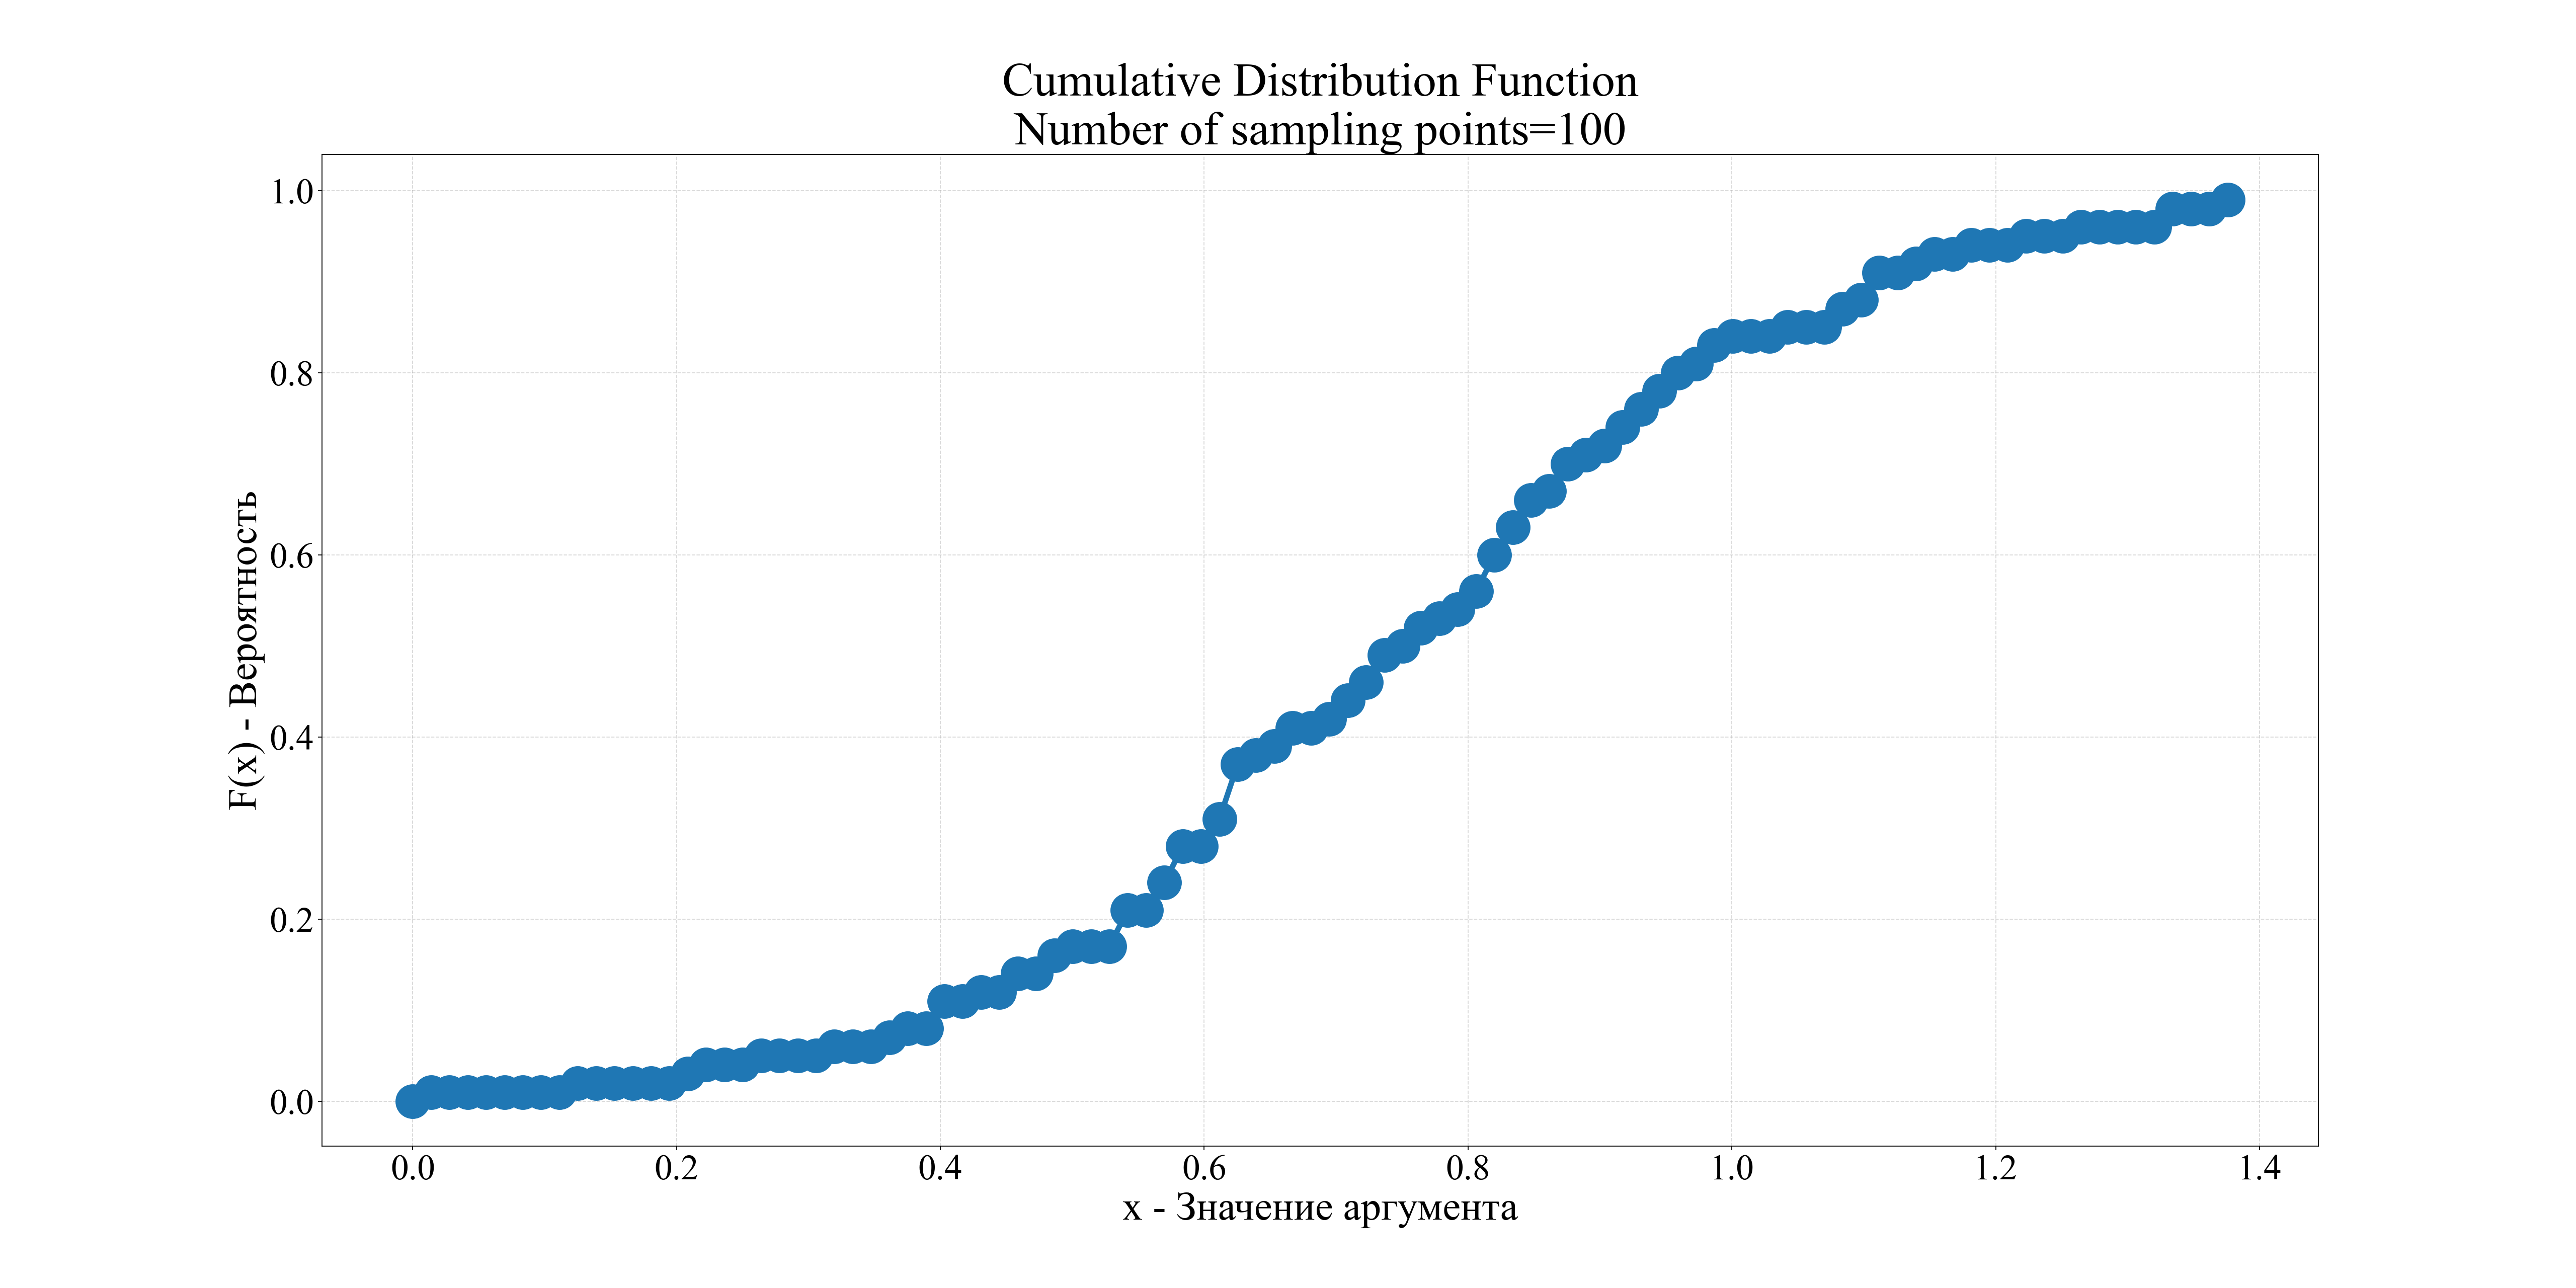 Cumulative Distribution Function
Number of sampling points=100
F(x) - Вероятность
1.0
0.8
0.6
0.4
0.2
0.0
0.0 0.2 0.4 0.6 0.8 1.0 1.2 1.4
x - Значение аргумента